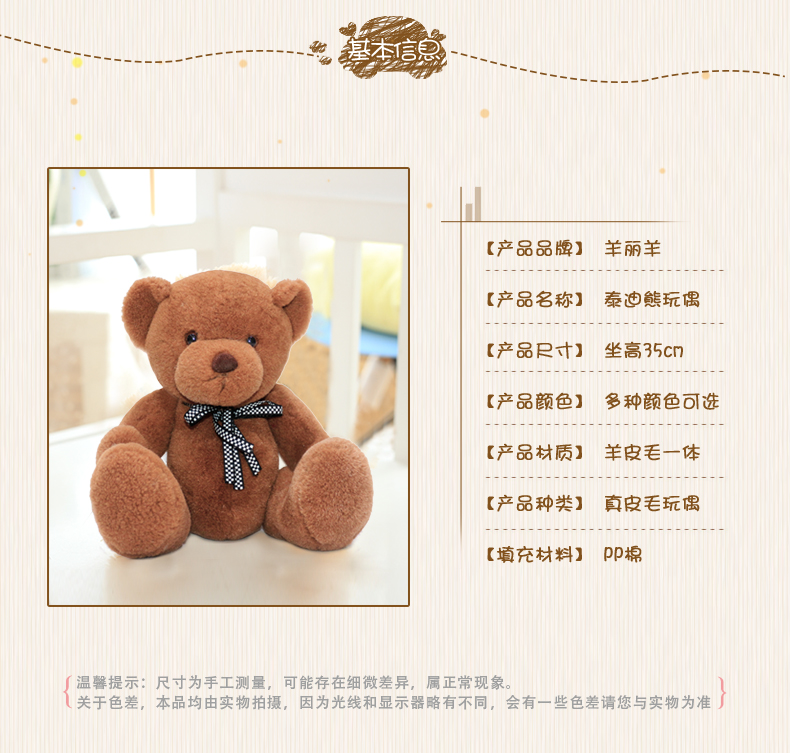 基本信息
【产品品牌】 羊丽羊
【产品名称】 泰迪熊玩偶
【产品尺寸】 坐高35cm
【产品颜色】 多种颜色可选
【产品材质】 羊皮毛一体
【产品种类】 真皮毛玩偶
【填充材料】 PP棉
温馨提示：尺寸为手工测量，可能存在细微差异，属正常现象。
关于色差，本品均由实物拍摄，因为光线和显示器略有不同，会有一些色差请您与实物为准